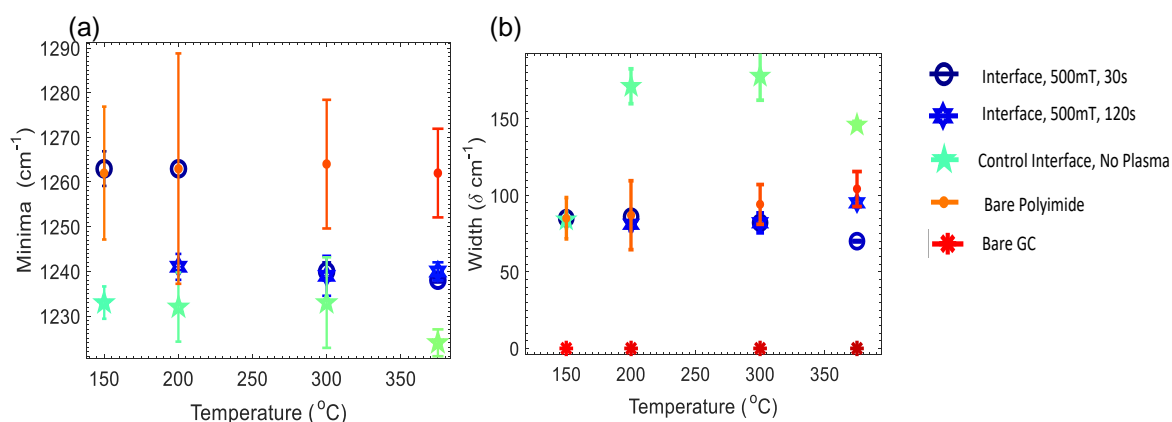 (a)
1290
1280
1270
1260
1250
1240
1230
Minima (cm-1)
150 200 250 300 350
Temperature (oC)
(b)
150
100
50
0
Width (δ cm-1)
150 200 250 300 350
Temperature (oC)
Interface, 500mT, 30s
Interface, 500mT, 120s
Control Interface, No Plasma
Bare Polyimide
Bare GC